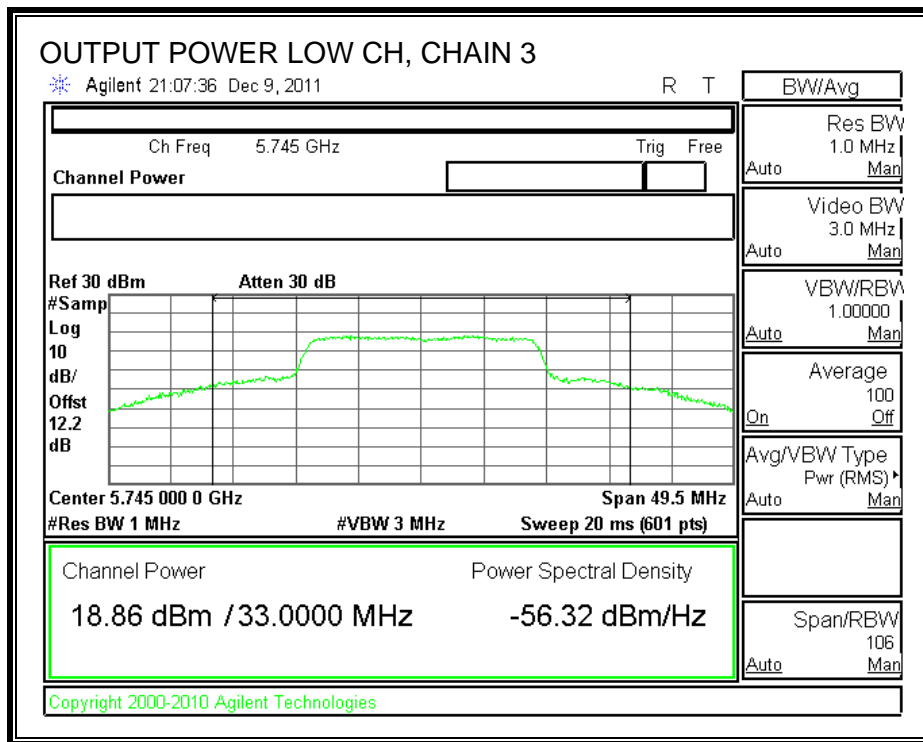 OUTPUT POWER LOW CH, CHAIN 3
Agilent 21:07:36 Dec 9, 2011 R T
Ch Freq 5.745 GHz Trig Free
Channel Power
Ref 30 dBm Atten 30 dB
#Samp
Log
10
dB/
Offst
12.2
dB
Center 5.745 000 0 GHz Span 49.5 MHz
#Res BW 1 MHz #VBW 3 MHz Sweep 20 ms (601 pts)
Channel Power Power Spectral Density
18.86 dBm / 33.0000 MHz -56.32 dBm/Hz
Copyright 2000-2010 Agilent Technologies
BW/Avg
Res BW
1.0 MHz
Auto Man
Video BW
3.0 MHz
Auto Man
VBW/RBW
1.00000
Auto Man
Average
100
On Off
Avg/VBW Type
Pwr (RMS)
Auto Man
Span/RBW
106
Auto Man